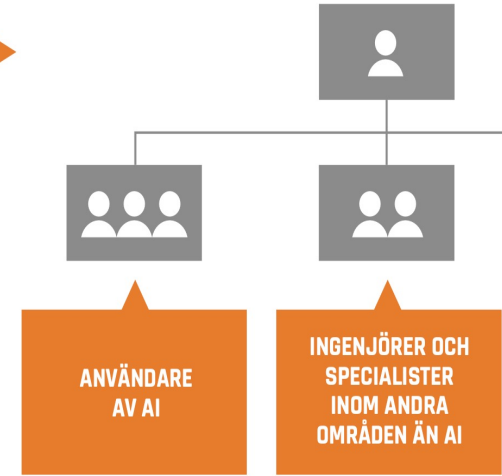 ANVÄNDARE
AV AI
INGENJÖRER OCH
SPECIALISTER
INOM ANDRA
OMRÅDEN ÄN AI